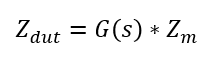 Z_dut = G(s) * Z_m